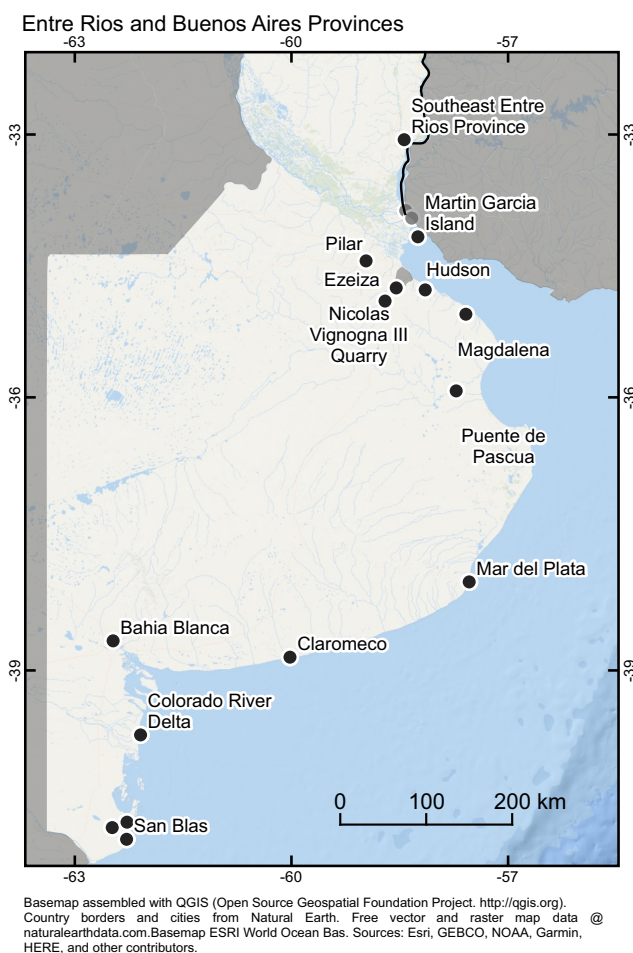 Entre Rios and Buenos Aires Provinces
-63
-60
-57
Southeast Entre
Rios Province
-33
-33
Martin Garcia
Island
Pilar
Hudson
Ezeiza
Nicolas
Vignogna III
Quarry
Magdalena
-36
-36
Puente de
Pascua
Mar del Plata
Bahia Blanca
Claromeco
-39
-39
Colorado River
Delta
0
100
200 km
San Blas
-63
-60
-57
Basemap assembled with QGIS (Open Source Geospatial Foundation Project. http://qgis.org).
Country borders and cities from Natural Earth. Free vector and raster map data @
naturalearthdata.com.Basemap ESRI World Ocean Bas. Sources: Esri, GEBCO, NOAA, Garmin,
HERE, and other contributors.